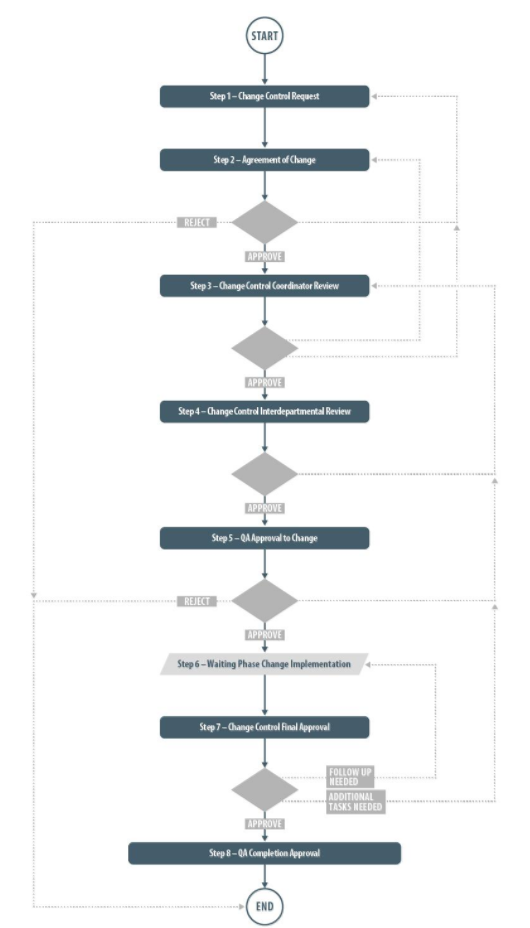 START
Step 1 – Change Control Request
Step 2 – Agreement of Change
REJECT
APPROVE
Step 3 – Change Control Coordinator Review
APPROVE
Step 4 – Change Control Interdepartmental Review
APPROVE
Step 5 – QA Approval to Change
REJECT
APPROVE
Step 6 – Waiting Phase Change Implementation
Step 7 – Change Control Final Approval
FOLLOW UP
NEEDED
ADDITIONAL
TASKS NEEDED
APPROVE
Step 8 – QA Completion Approval
END